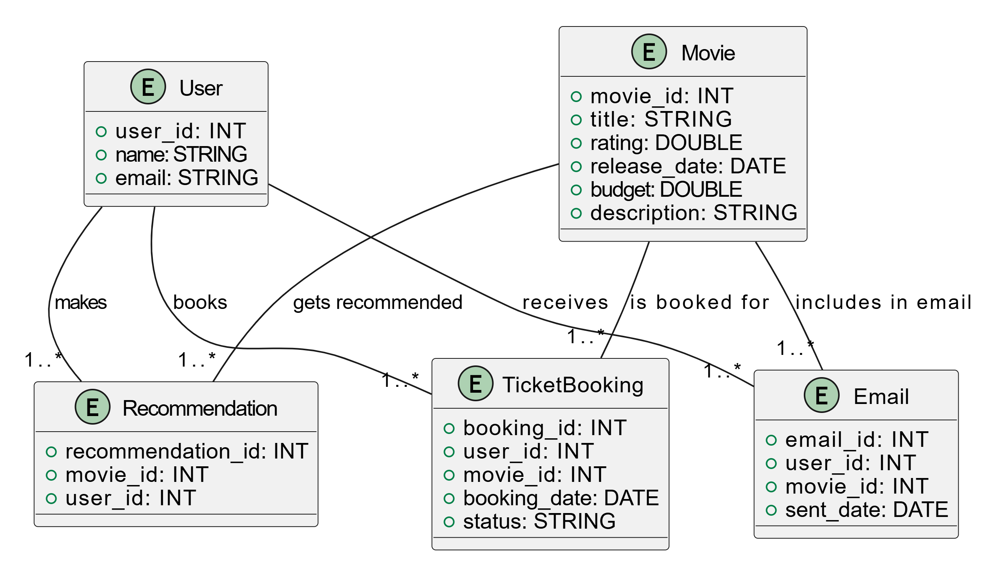 E Movie
movie_id: INT
title: STRING
rating: DOUBLE
release_date: DATE
budget: DOUBLE
description: STRING
E User
user_id: INT
name: STRING
email: STRING
makes
books
gets recommended
receives
is booked for
includes in email
1..*
1..*
1..*
1..*
1..*
1..*
E Recommendation
recommendation_id: INT
movie_id: INT
user_id: INT
E TicketBooking
booking_id: INT
user_id: INT
movie_id: INT
booking_date: DATE
status: STRING
E Email
email_id: INT
user_id: INT
movie_id: INT
sent_date: DATE